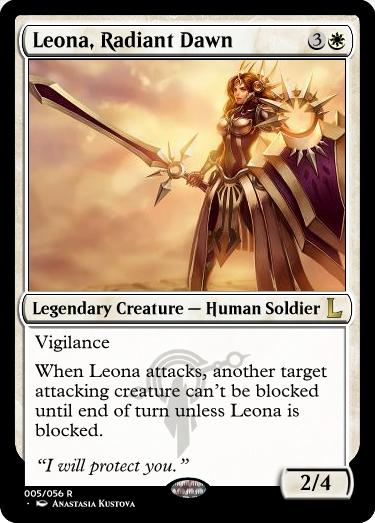 Leona, Radiant Dawn 3
Legendary Creature — Human Soldier L
Vigilance
When Leona attacks, another target
attacking creature can't be blocked
until end of turn unless Leona is
blocked.
“I will protect you.”
2/4
005/056 R
· Anastasia Kustova